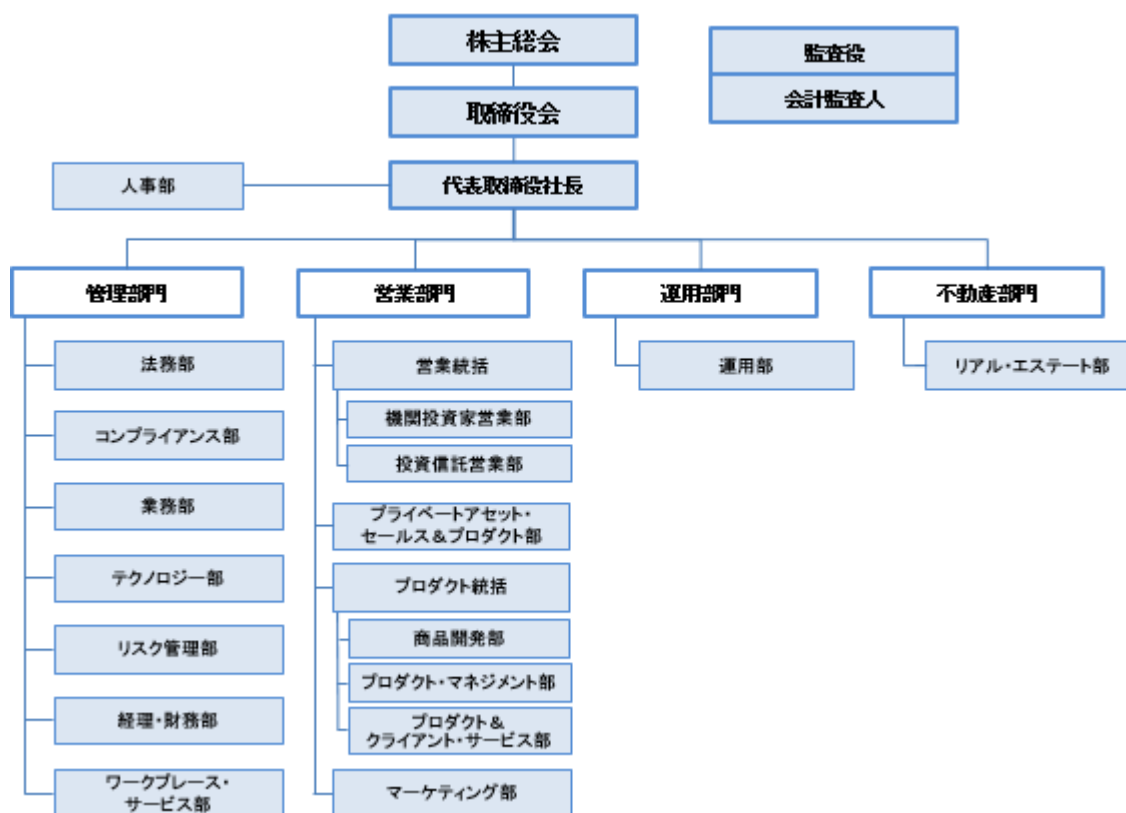 株主総会
監査役
会計監査人
取締役会
代表取締役社長
人事部
管理部門
営業部門
運用部門
不動産部門
法務部
コンプライアンス部
業務部
テクノロジー部
リスク管理部
経理・財務部
ワークプレース・
サービス部
営業統括
機関投資家営業部
投資信託営業部
プライベートアセット・
セールス&プロダクト部
プロダクト統括
商品開発部
プロダクト・マネジメント部
プロダクト&
クライアント・サービス部
マーケティング部
運用部
リアル・エステート部